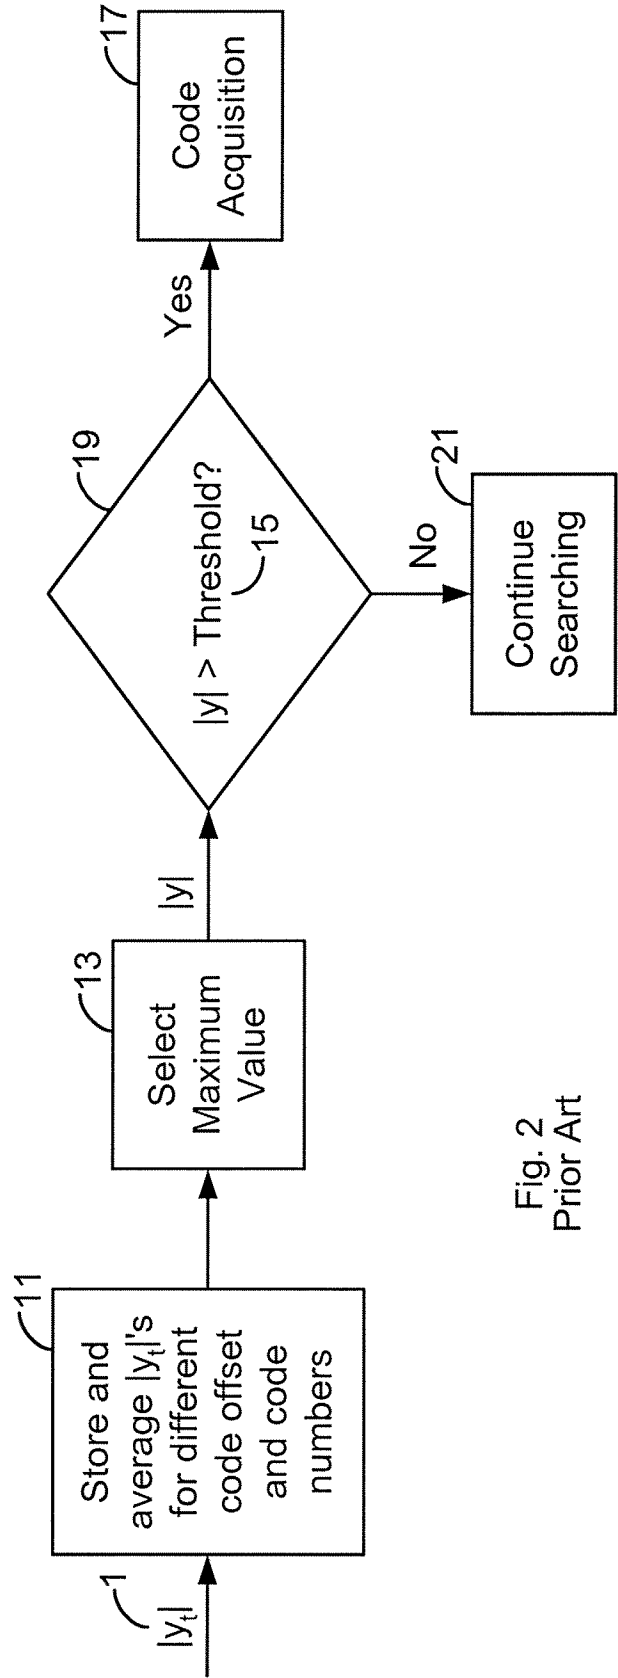 1
|yₜ|
11
Store and
average |yₜ|'s
for different
code offset
and code
numbers
13
Select
Maximum
Value
|y|
19
|y| > Threshold?
15
Yes
17
Code
Acquisition
No
21
Continue
Searching
Fig. 2
Prior Art